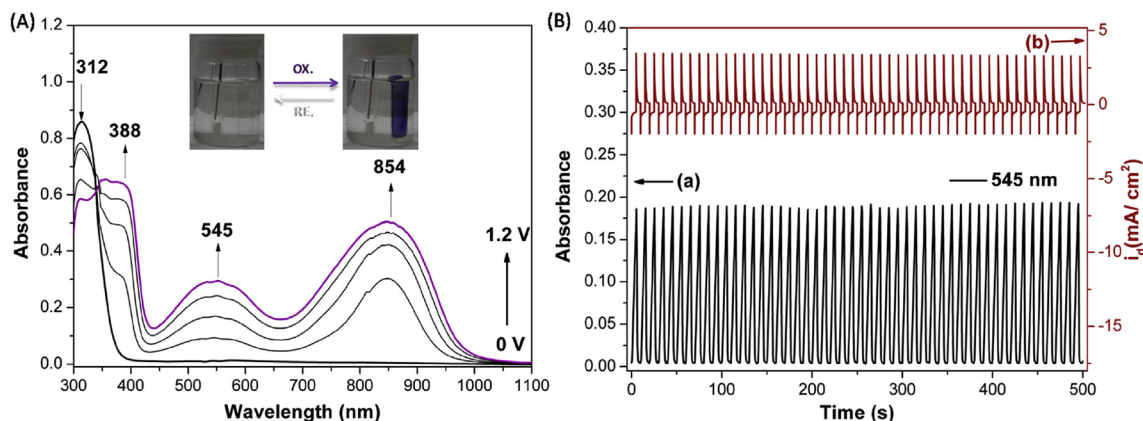 (A)
312
388
545
854
OX.
RE.
1.2 V
0 V
Absorbance
1.2
1.0
0.8
0.6
0.4
0.2
0.0
300 400 500 600 700 800 900 1000 1100
Wavelength (nm)
(B)
(b)
(a)
545 nm
Absorbance
0.40
0.35
0.30
0.25
0.20
0.15
0.10
0.05
0.00
0 100 200 300 400 500
Time (s)
5
0
-5
-10
-15
i_d(mA/ cm²)